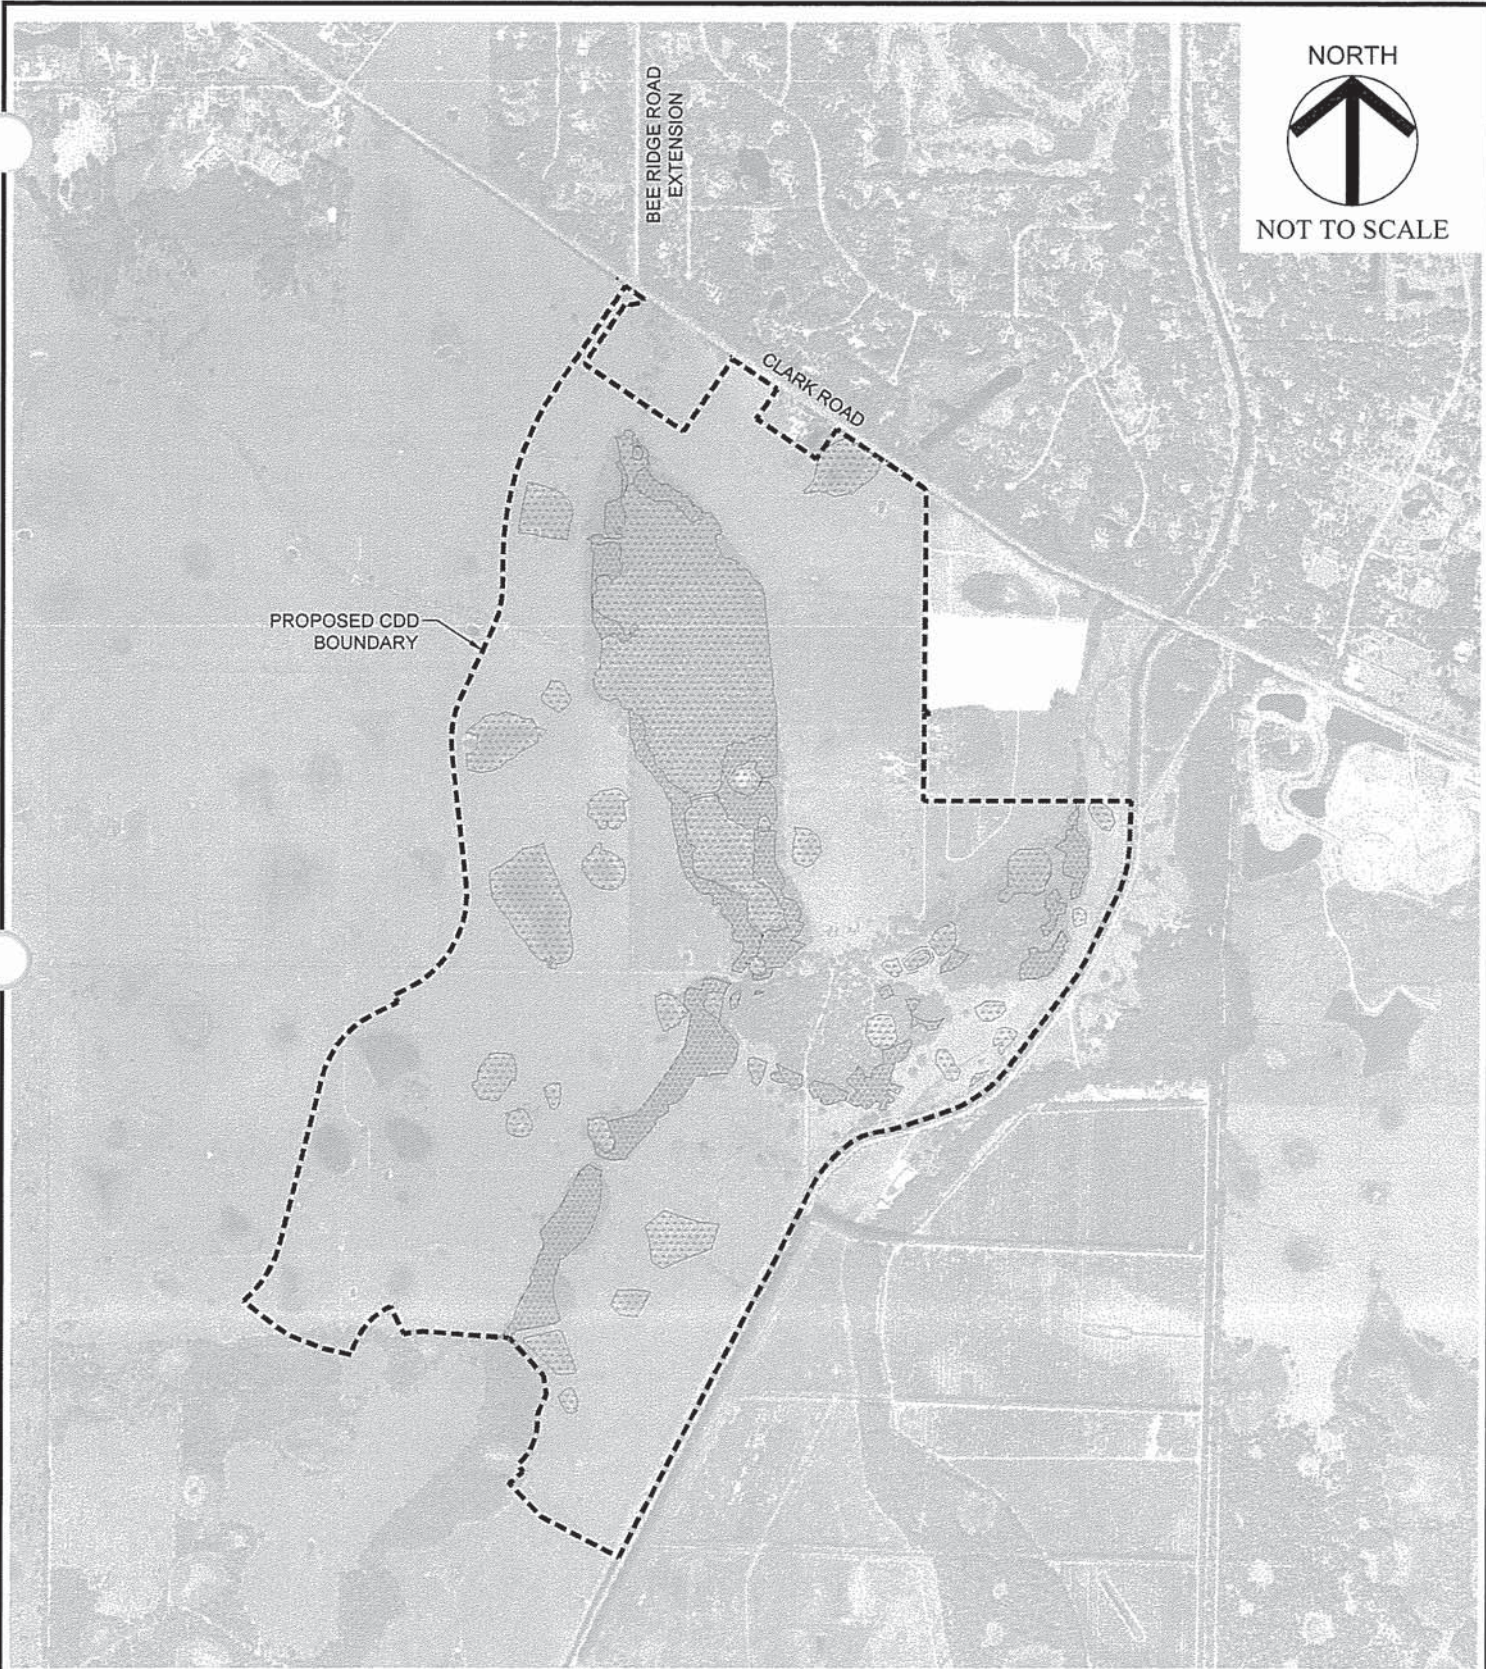 NORTH
NOT TO SCALE
BEE RIDGE ROAD
EXTENSION
CLARK ROAD
PROPOSED CDD
BOUNDARY